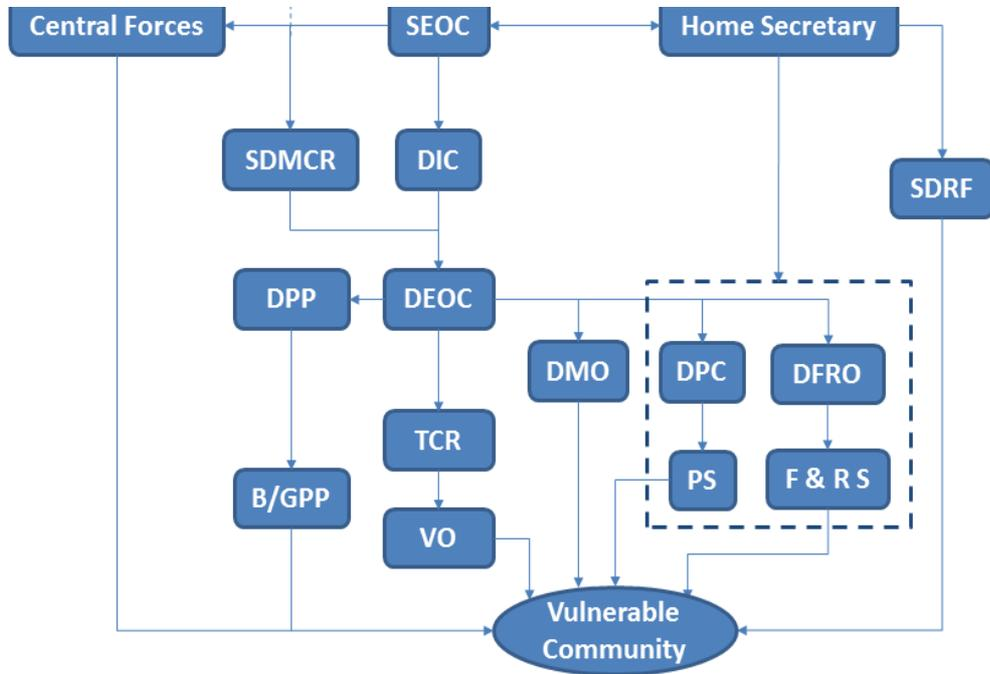 Central Forces
SEOC
Home Secretary
SDMCR
DIC
SDRF
DPP
DEOC
DMO
DPC
DFRO
TCR
PS
F & R S
B/GPP
VO
Vulnerable
Community